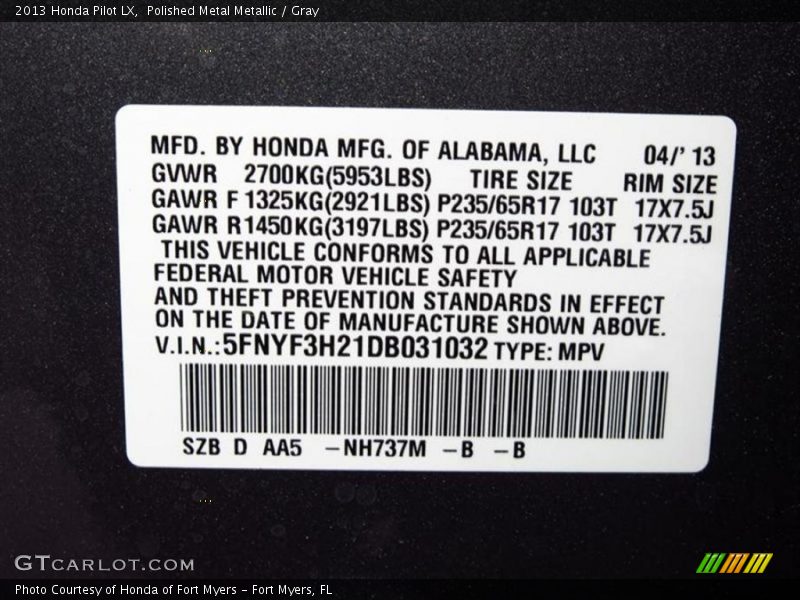 2013 Honda Pilot LX,  Polished Metal Metallic / Gray
MFD. BY HONDA MFG. OF ALABAMA, LLC 04/' 13
GVWR 2700KG(5953LBS) TIRE SIZE RIM SIZE
GAWR F 1325KG(2921LBS) P235/65R17 103T 17X7.5J
GAWR R1450KG(3197LBS) P235/65R17 103T 17X7.5J
THIS VEHICLE CONFORMS TO ALL APPLICABLE
FEDERAL MOTOR VEHICLE SAFETY
AND THEFT PREVENTION STANDARDS IN EFFECT
ON THE DATE OF MANUFACTURE SHOWN ABOVE.
V.I.N.:5FNYF3H21DB031032 TYPE: MPV
SZB D AA5 –NH737M –B –B
GTCARLOT.COM
Photo Courtesy of Honda of Fort Myers – Fort Myers, FL